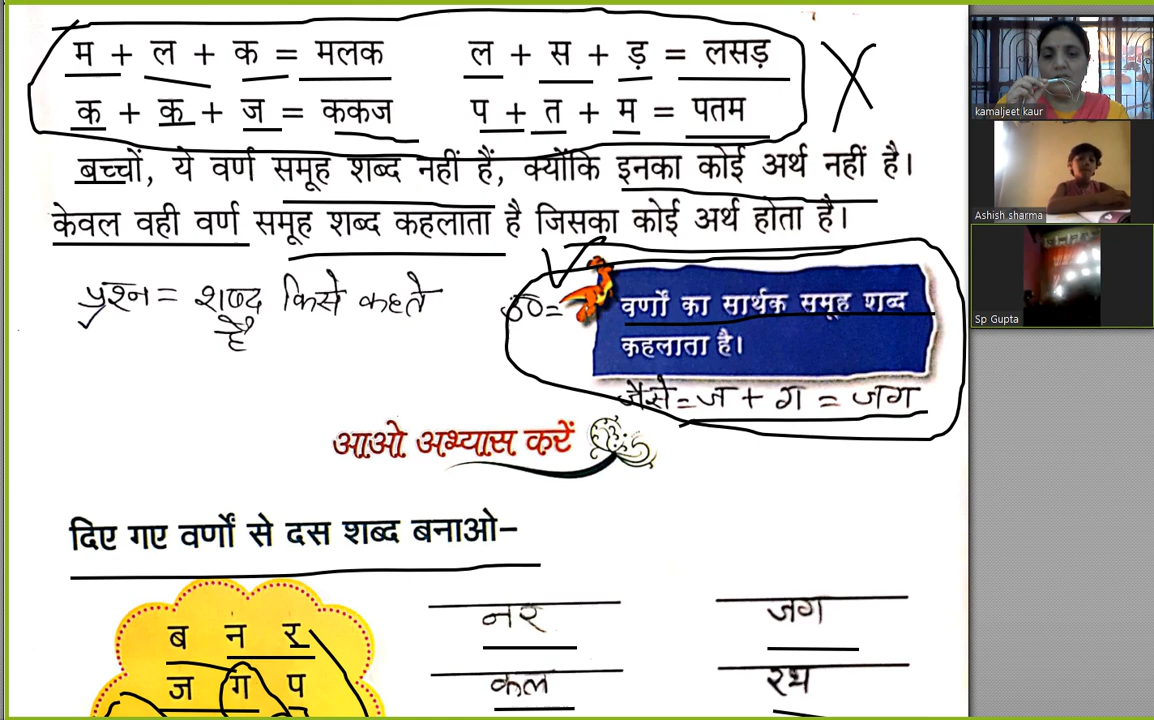 म + ल + क = मलक
ल + स + ड़ = लसड़
क + क + ज = ककज
प + त + म = पतम
बच्चों, ये वर्ण समूह शब्द नहीं हैं, क्योंकि इनका कोई अर्थ नहीं है।
केवल वही वर्ण समूह शब्द कहलाता है जिसका कोई अर्थ होता है।
प्रश्न = शब्द किसे कहते
है
उ0=
वर्णों का सार्थक समूह शब्द
कहलाता है।
जैसे = ज + ग = जग
आओ अभ्यास करें
दिए गए वर्णों से दस शब्द बनाओ–
ब न र
ज ग प
नर
जग
कल
रथ
kamaljeet kaur
Ashish sharma
Sp Gupta